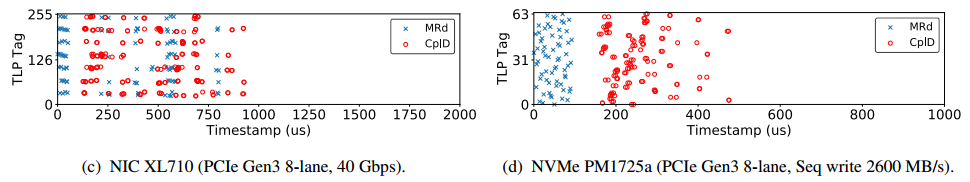 255
126
0
TLP Tag
0 250 500 750 1000 1250 1500 1750 2000
Timestamp (us)
MRd
CplD
(c) NIC XL710 (PCIe Gen3 8-lane, 40 Gbps).
63
31
0
TLP Tag
0 200 400 600 800 1000
Timestamp (us)
MRd
CplD
(d) NVMe PM1725a (PCIe Gen3 8-lane, Seq write 2600 MB/s).